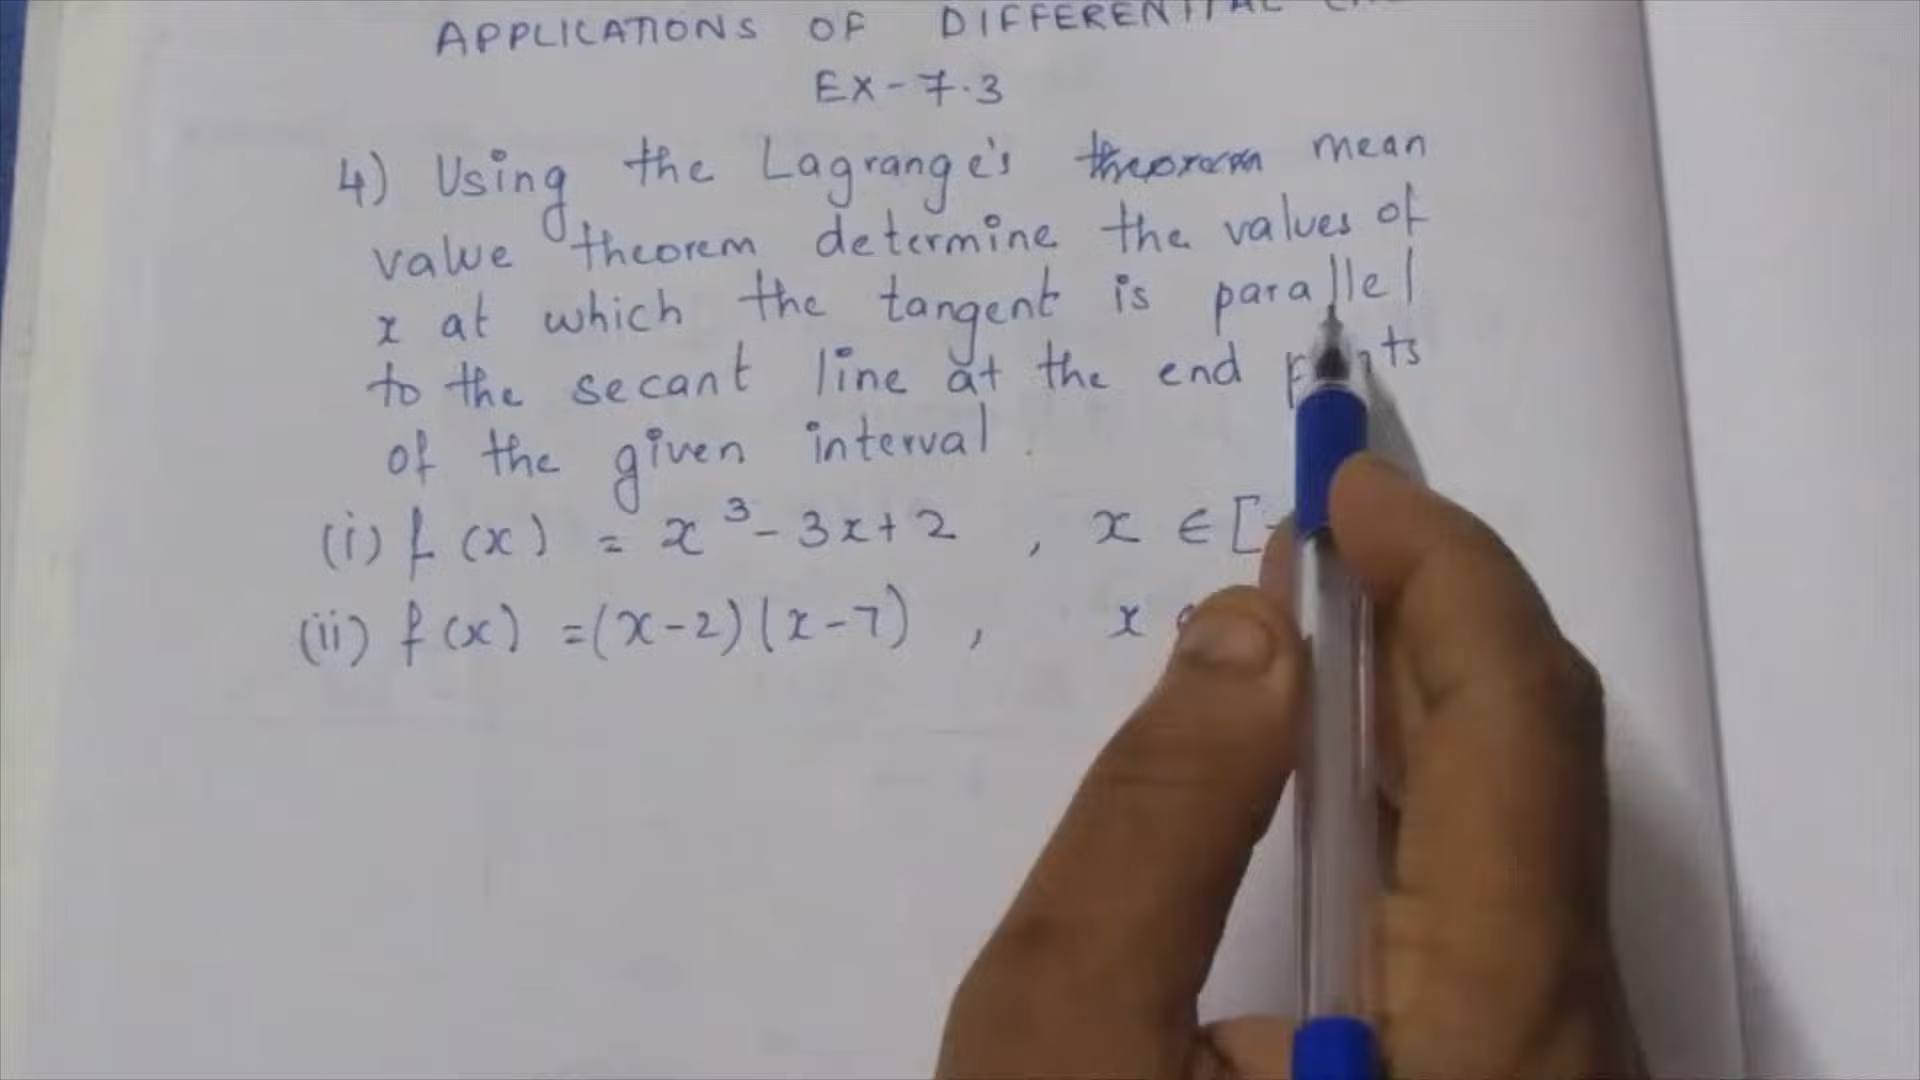 APPLICATIONS OF DIFFERENTIAL
EX-7.3
4) Using the Lagrange's theorem mean
value theorem determine the values of
x at which the tangent is parallel
to the secant line at the end
of the given interval.
(i) f(x) = x³-3x+2 , x ∈ [-
(ii) f(x) = (x-2)(x-7) , x